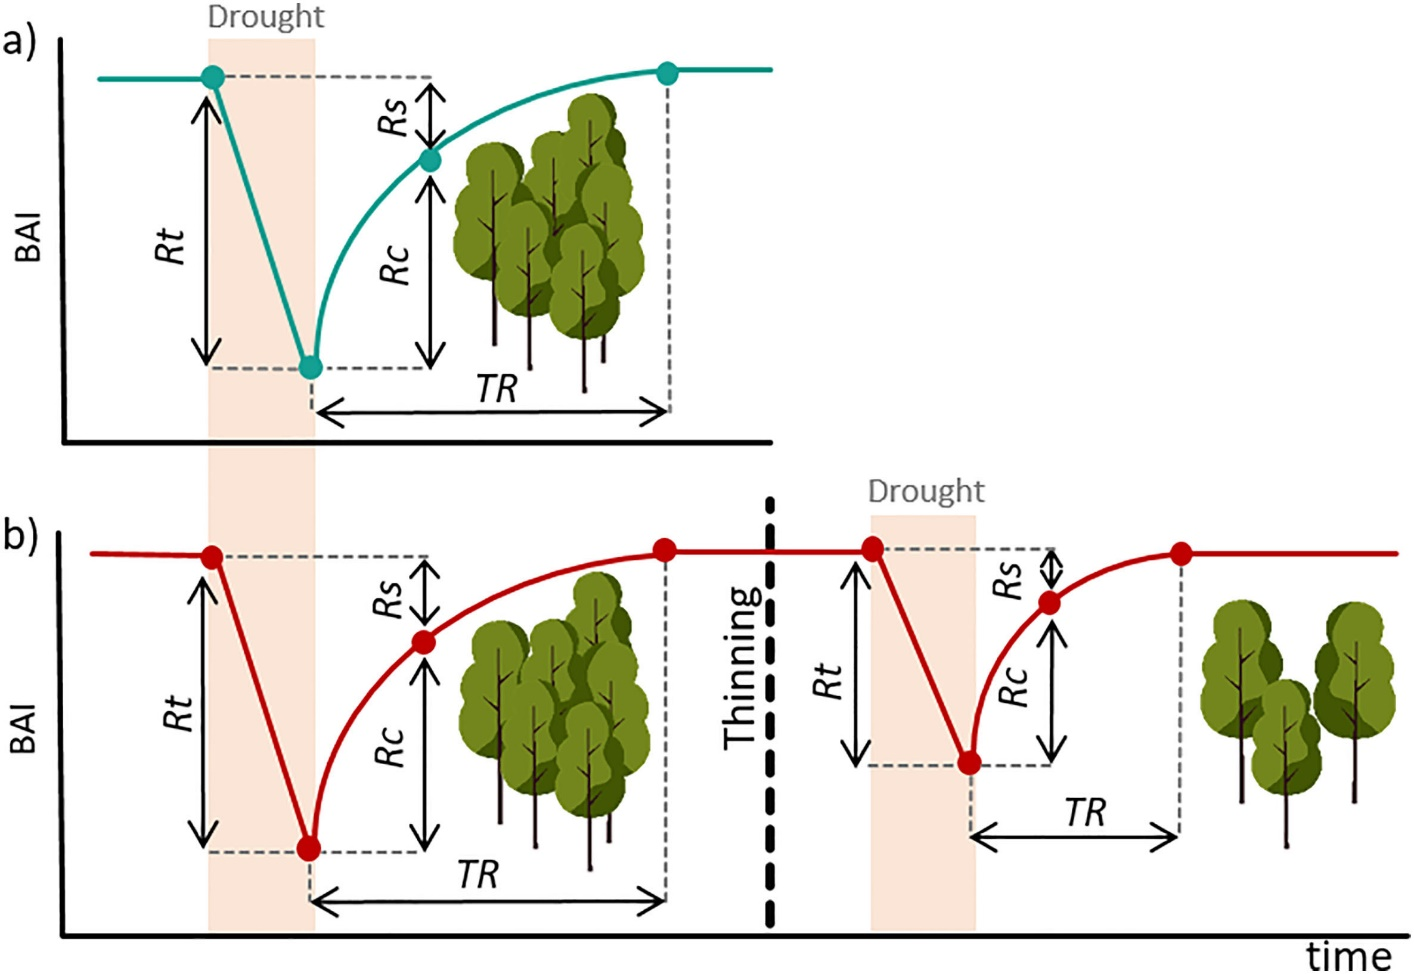 Drought
a)
BAI
Rt
Rs
Rc
TR
b)
BAI
Rt
Rs
Rc
TR
Thinning
Drought
Rt
Rs
Rc
TR
time